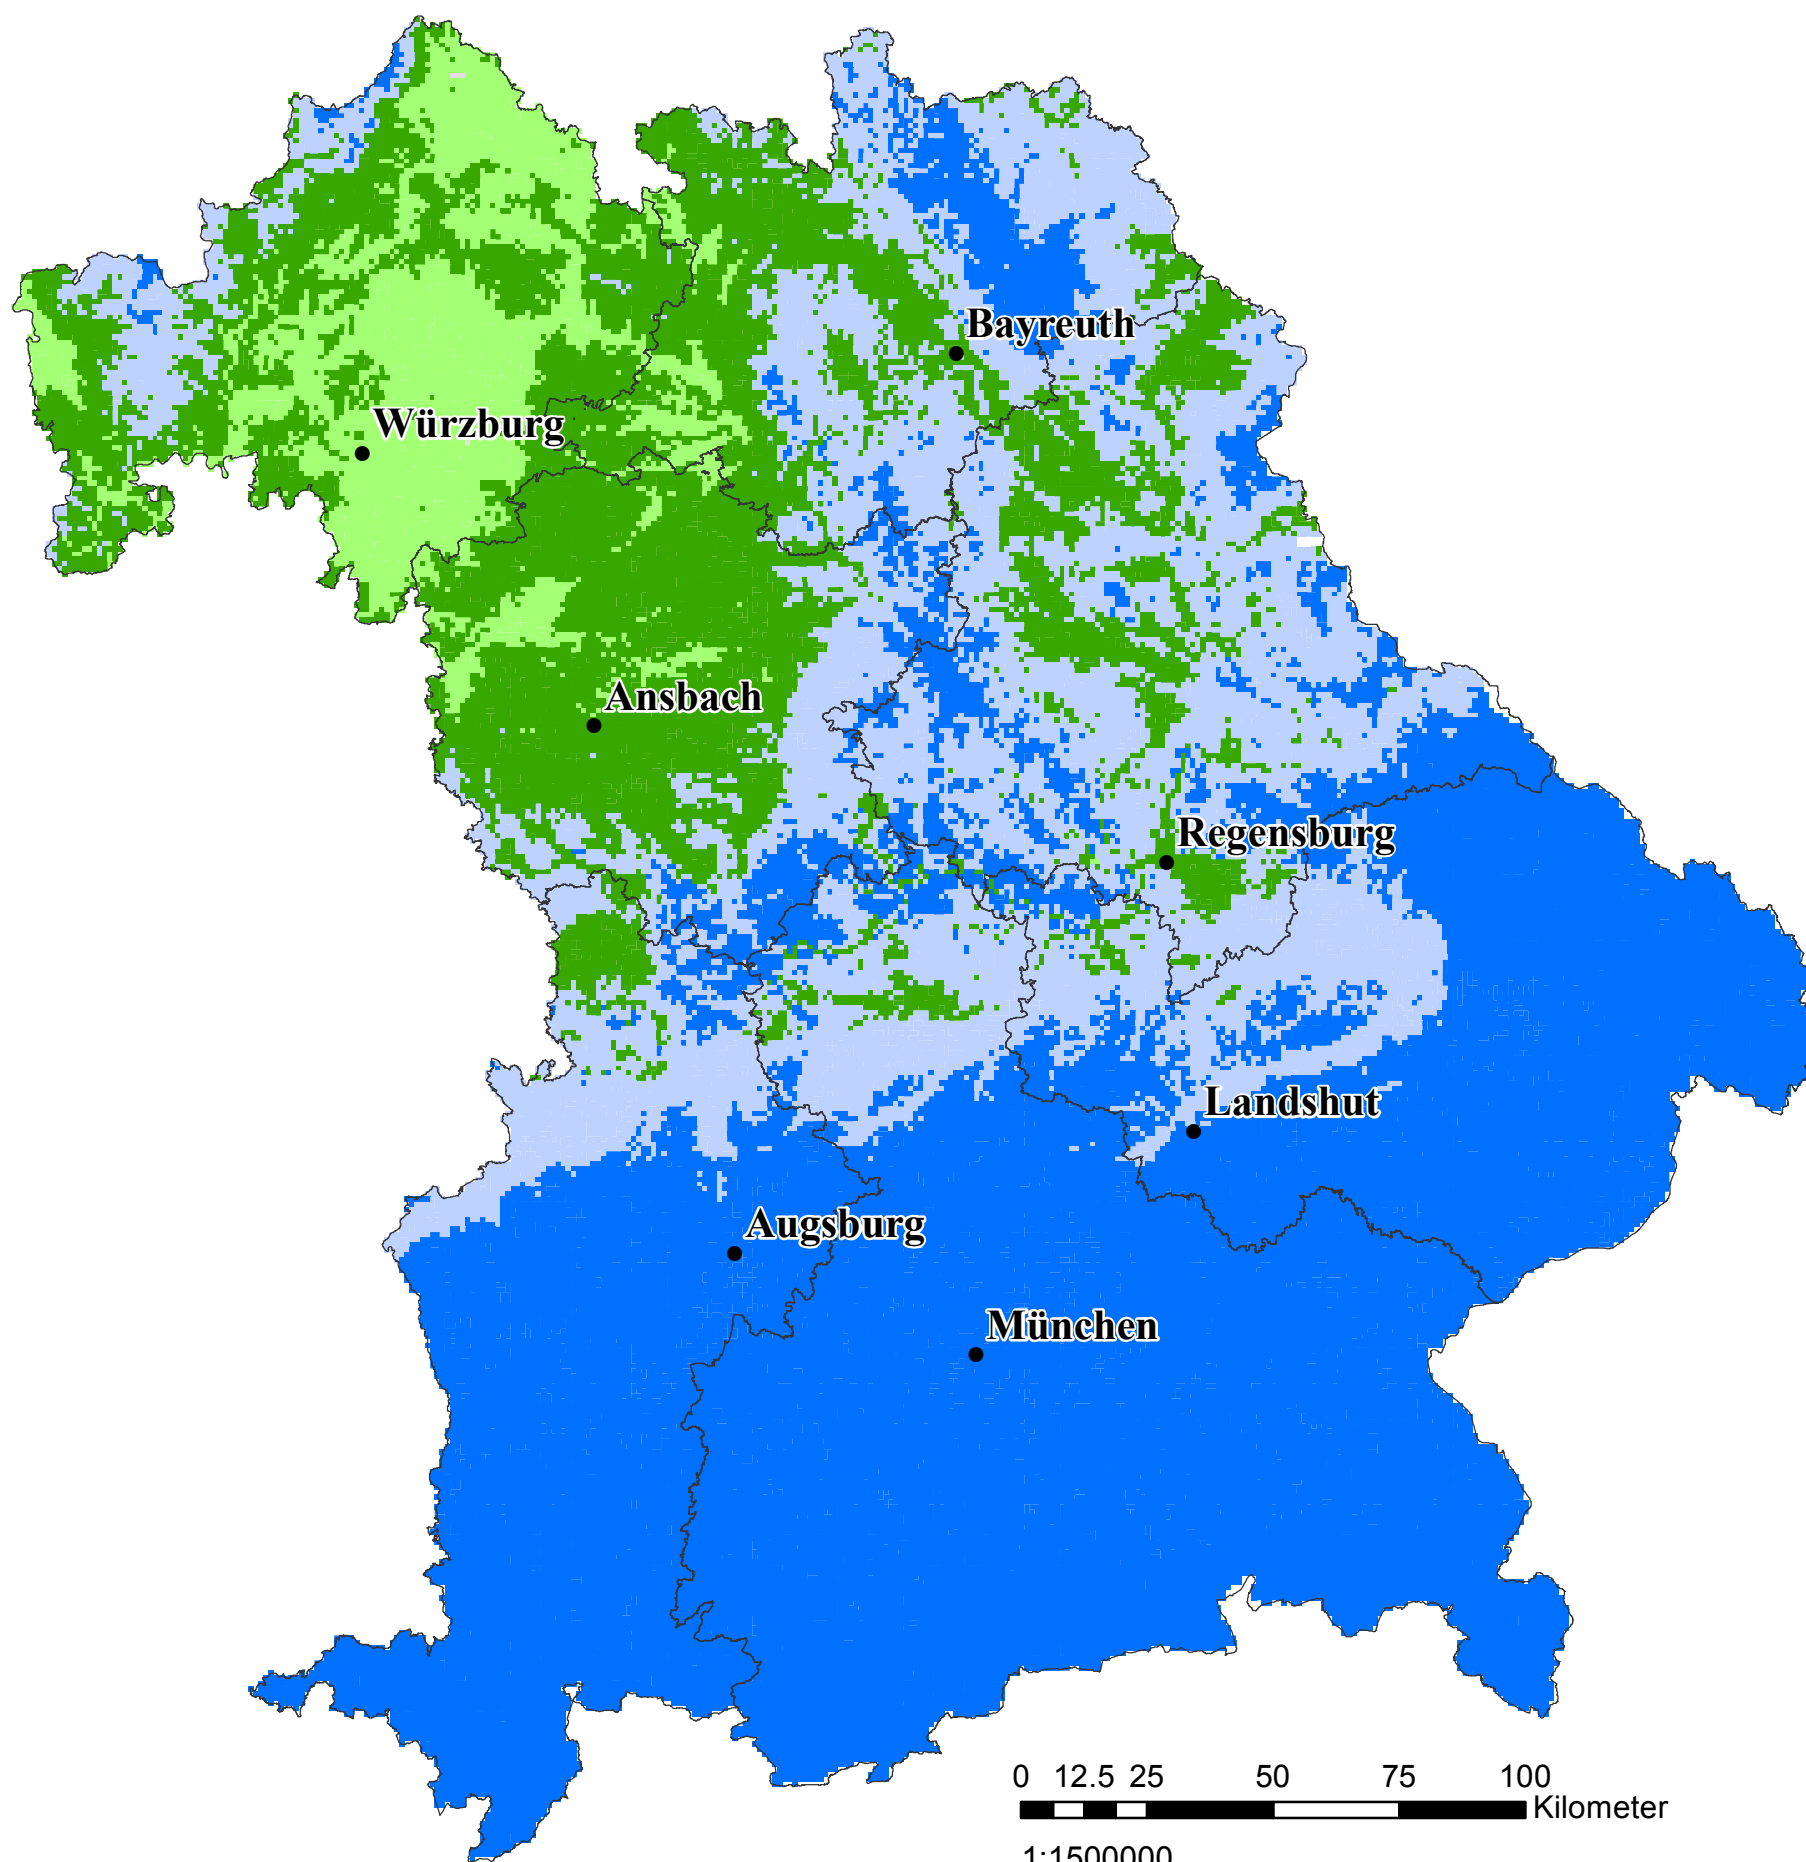 Bayreuth
Würzburg
Ansbach
Regensburg
Landshut
Augsburg
München
0 12.5 25 50 75 100
Kilometer
1:1500000